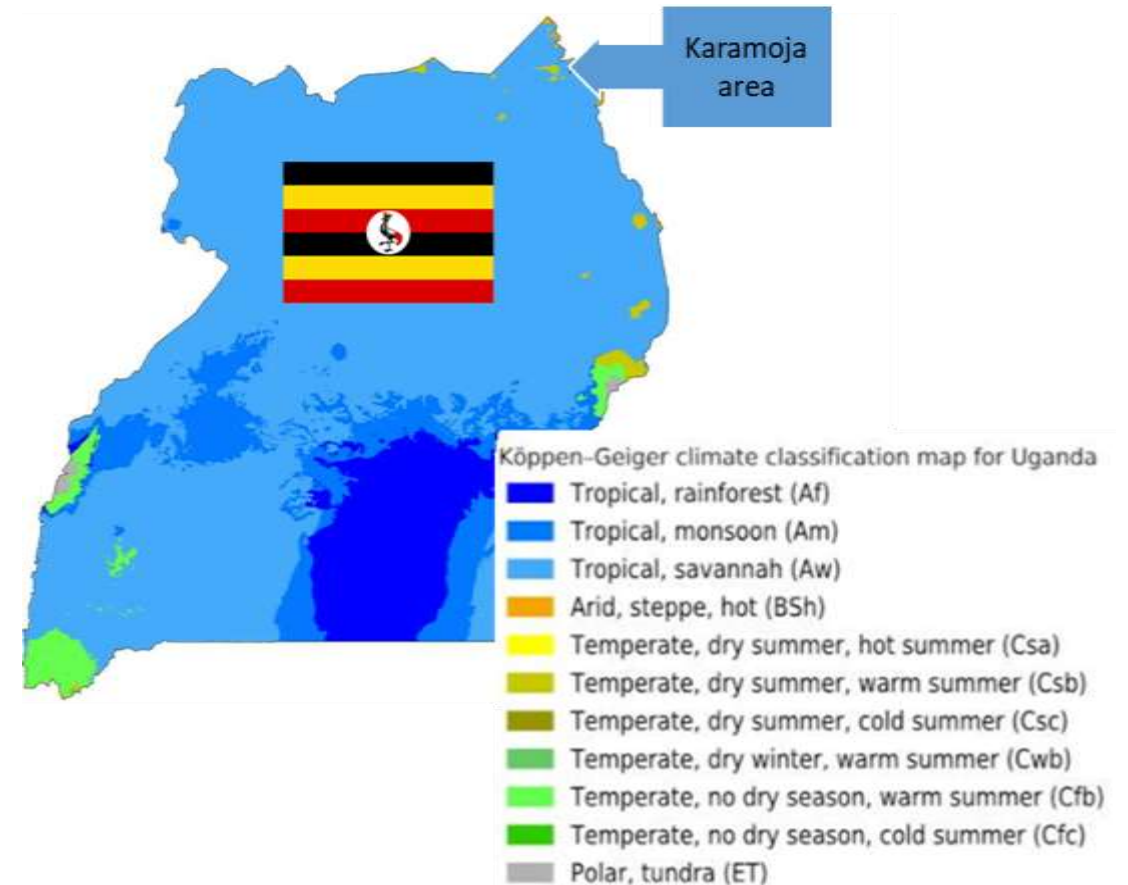 Karamoja
area
Köppen–Geiger climate classification map for Uganda
Tropical, rainforest (Af)
Tropical, monsoon (Am)
Tropical, savannah (Aw)
Arid, steppe, hot (BSh)
Temperate, dry summer, hot summer (Csa)
Temperate, dry summer, warm summer (Csb)
Temperate, dry summer, cold summer (Csc)
Temperate, dry winter, warm summer (Cwb)
Temperate, no dry season, warm summer (Cfb)
Temperate, no dry season, cold summer (Cfc)
Polar, tundra (ET)